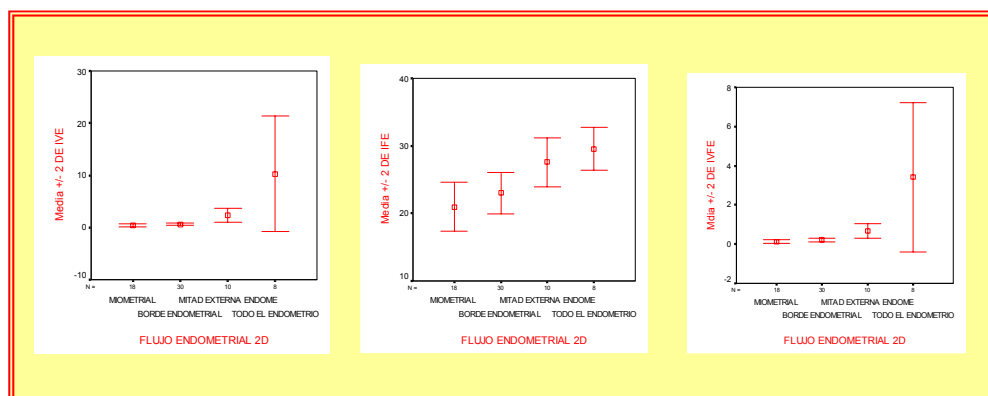 Media +/- 2 DE IVE
30
20
10
0
-10
N =
18
30
10
8
MIOMETRIAL
MITAD EXTERNA ENDOME
BORDE ENDOMETRIAL
TODO EL ENDOMETRIO
FLUJO ENDOMETRIAL 2D
Media +/- 2 DE IFE
40
30
20
10
N =
18
30
10
8
MIOMETRIAL
MITAD EXTERNA ENDOME
BORDE ENDOMETRIAL
TODO EL ENDOMETRIO
FLUJO ENDOMETRIAL 2D
Mdia +/- 2 DE IVFE
8
6
4
2
0
-2
N =
18
30
10
8
MIOMETRIAL
MITAD EXTERNA ENDOME
BORDE ENDOMETRIAL
TODO EL ENDOMETRIO
FLUJO ENDOMETRIAL 2D